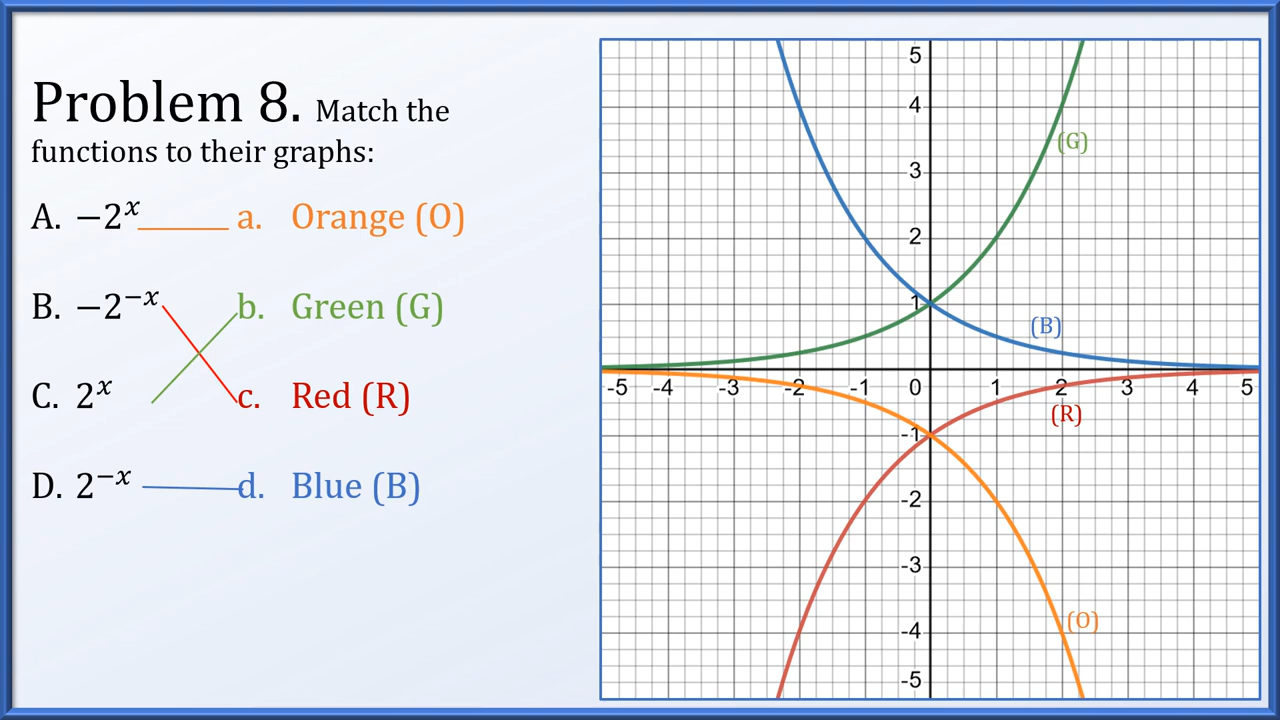 Problem 8. Match the
functions to their graphs:
A. −2^x a. Orange (O)
B. −2^−x b. Green (G)
C. 2^x c. Red (R)
D. 2^−x d. Blue (B)
5
4
(G)
3
2
1
(B)
-5 -4 -3 -2 -1 0 1 2 3 4 5
(R)
-1
-2
-3
-4
(O)
-5